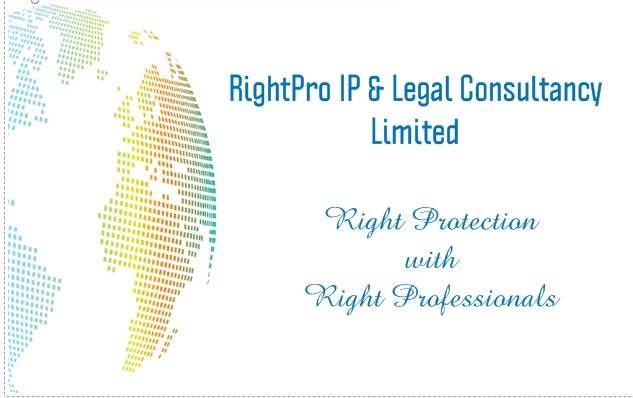 RightPro IP & Legal Consultancy
Limited
Right Protection
with
Right Professionals